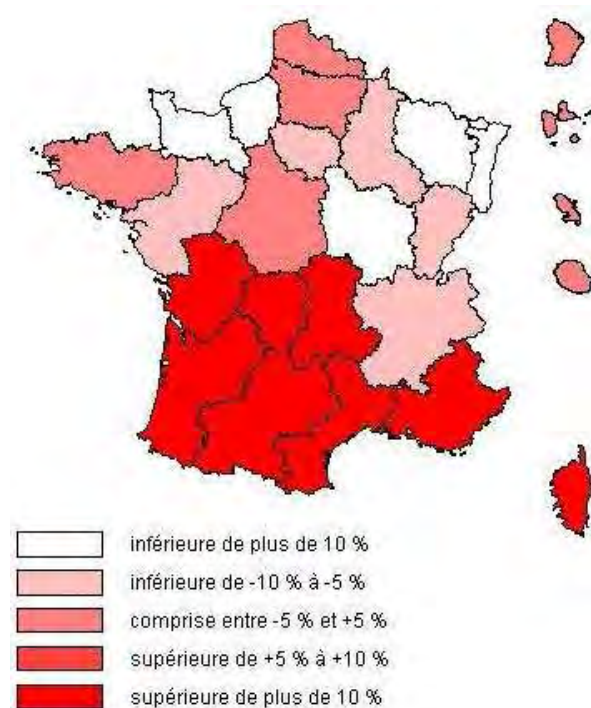 inférieure de plus de 10 %
inférieure de -10 % à -5 %
comprise entre -5 % et +5 %
supérieure de +5 % à +10 %
supérieure de plus de 10 %